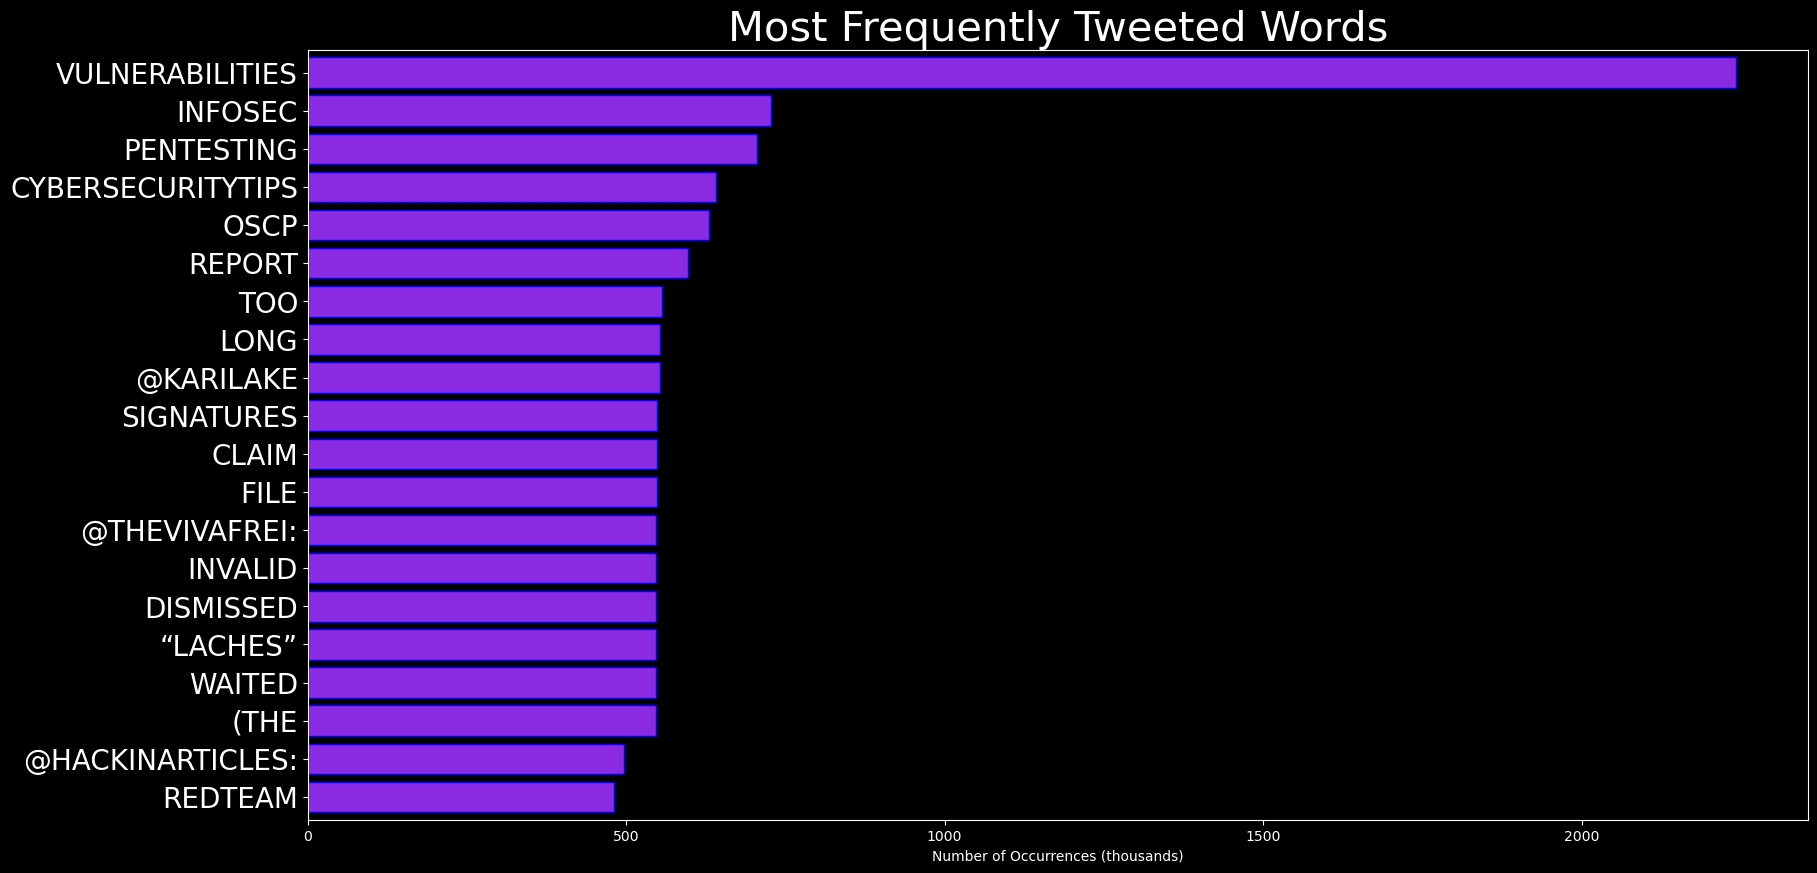 Most Frequently Tweeted Words
VULNERABILITIES
INFOSEC
PENTESTING
CYBERSECURITYTIPS
OSCP
REPORT
TOO
LONG
@KARILAKE
SIGNATURES
CLAIM
FILE
@THEVIVAFREI:
INVALID
DISMISSED
“LACHES”
WAITED
(THE
@HACKINARTICLES:
REDTEAM
0 500 1000 1500 2000
Number of Occurrences (thousands)